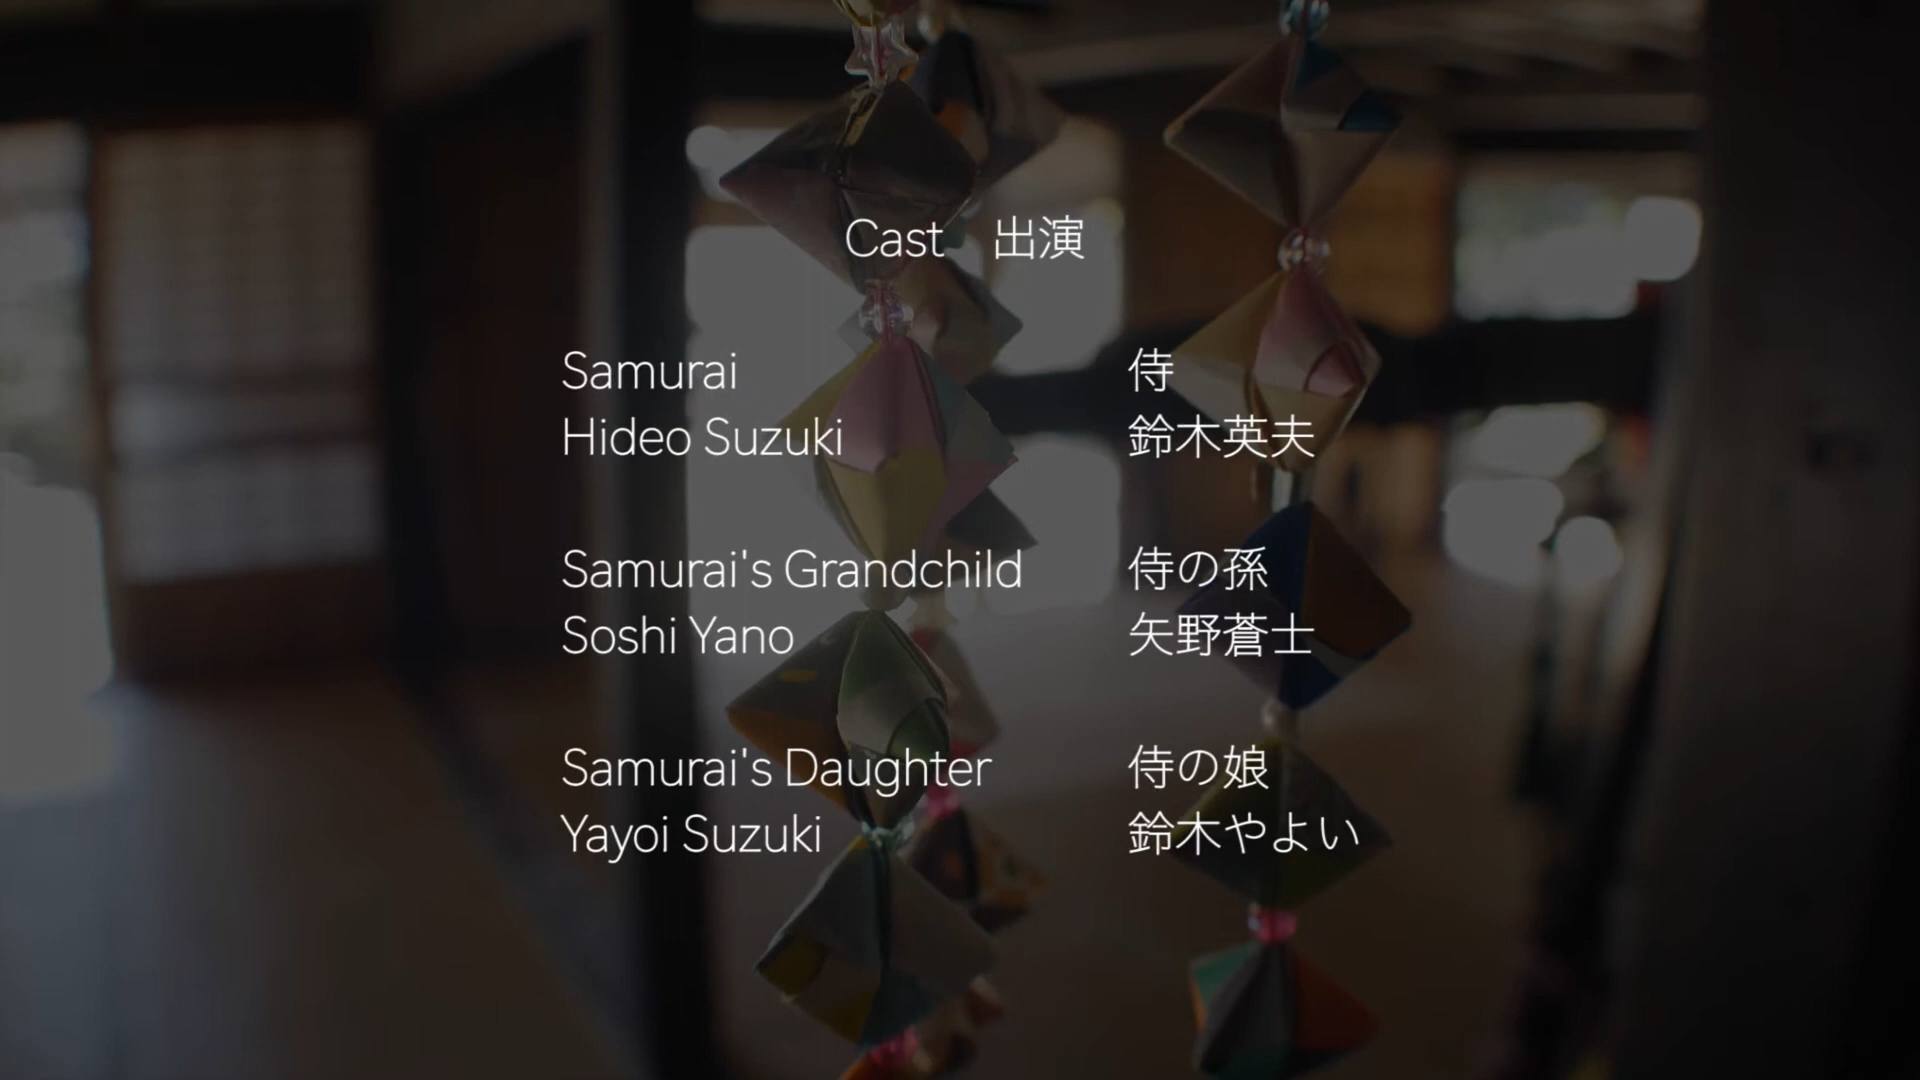 Cast 出演
Samurai 侍
Hideo Suzuki 鈴木英夫
Samurai's Grandchild 侍の孫
Soshi Yano 矢野蒼士
Samurai's Daughter 侍の娘
Yayoi Suzuki 鈴木やよい